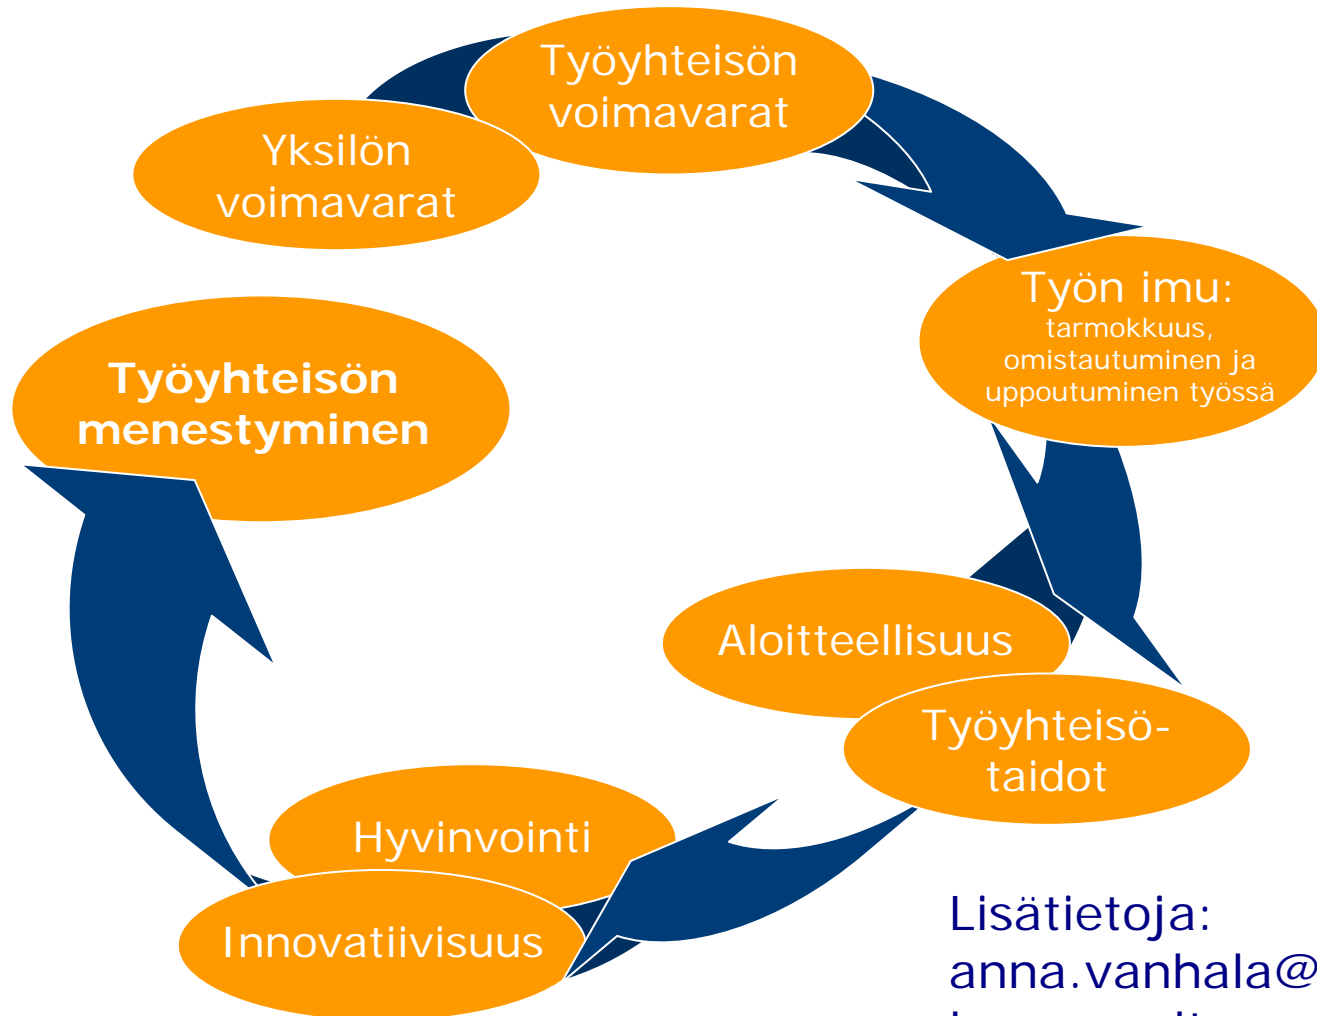 Työyhteisön
voimavarat
Yksilön
voimavarat
Työn imu:
tarmokkuus,
omistautuminen ja
uppoutuminen työssä
Työyhteisön
menestyminen
Aloitteellisuus
Työyhteisö-
taidot
Hyvinvointi
Innovatiivisuus
Lisätietoja:
anna.vanhala@